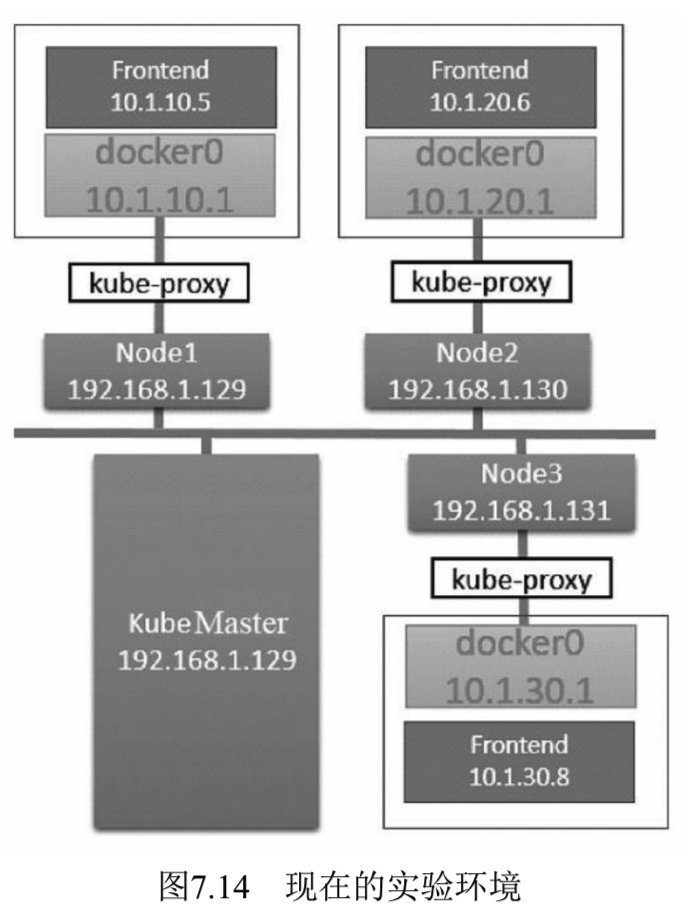 Frontend
10.1.10.5
docker0
10.1.10.1
kube-proxy
Node1
192.168.1.129
Frontend
10.1.20.6
docker0
10.1.20.1
kube-proxy
Node2
192.168.1.130
KubeMaster
192.168.1.129
Node3
192.168.1.131
kube-proxy
docker0
10.1.30.1
Frontend
10.1.30.8
图7.14 现在的实验环境